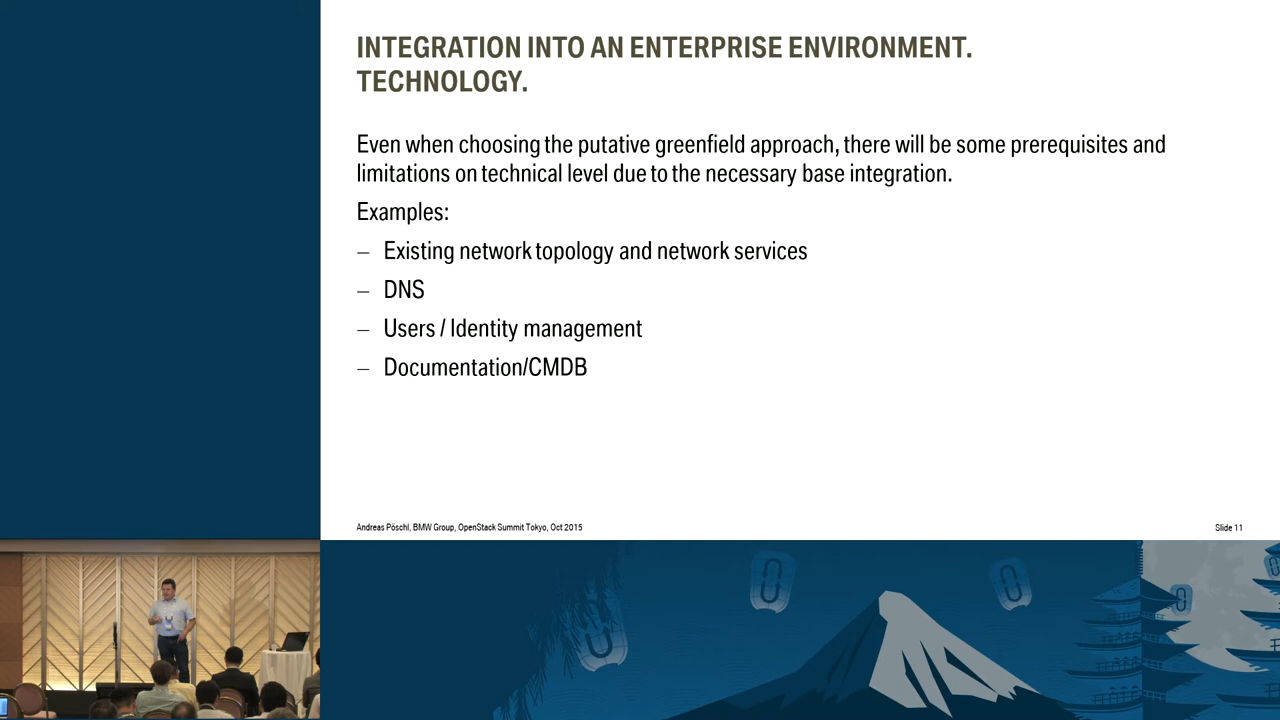 INTEGRATION INTO AN ENTERPRISE ENVIRONMENT.
TECHNOLOGY.
Even when choosing the putative greenfield approach, there will be some prerequisites and
limitations on technical level due to the necessary base integration.
Examples:
– Existing network topology and network services
– DNS
– Users / Identity management
– Documentation/CMDB
Andreas Pöschl, BMW Group, OpenStack Summit Tokyo, Oct 2015
Slide 11